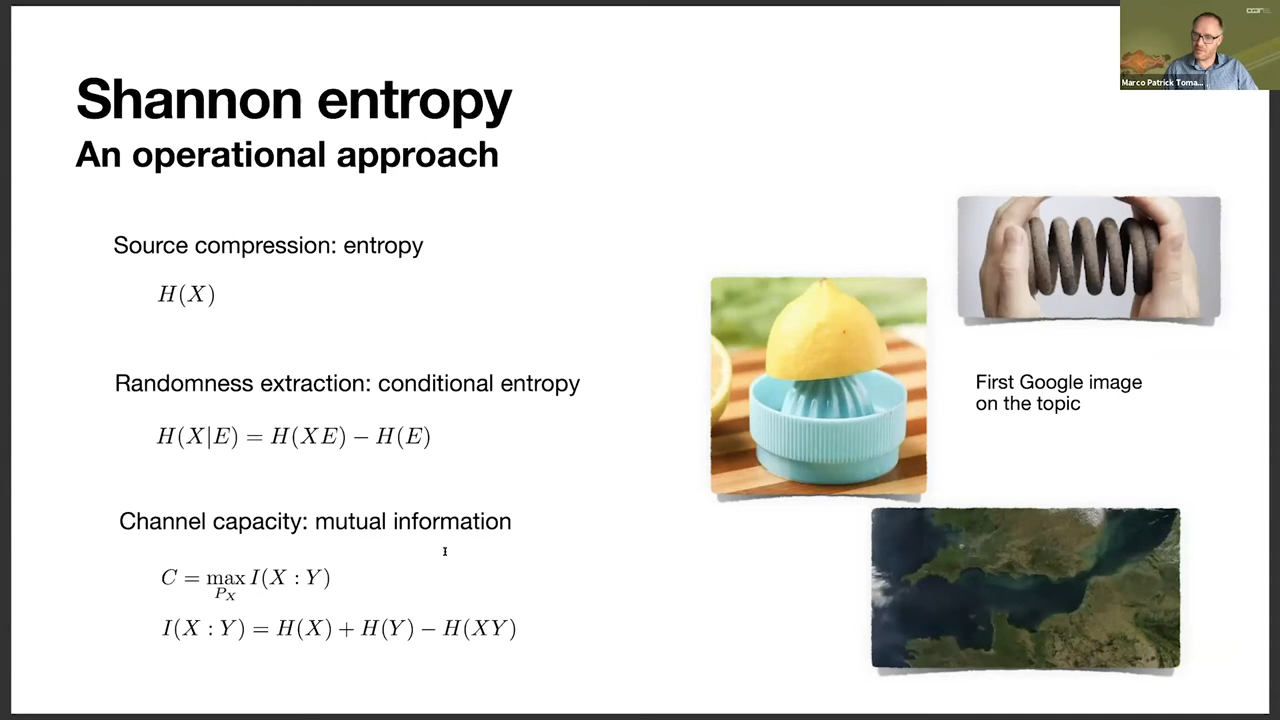 Shannon entropy
An operational approach
Source compression: entropy
H(X)
Randomness extraction: conditional entropy
H(X|E) = H(XE) − H(E)
Channel capacity: mutual information
C = max I(X : Y)
P_X
I(X : Y) = H(X) + H(Y) − H(XY)
First Google image
on the topic
Marco Patrick Toma...